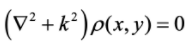 (∇² + k²)ρ(x, y) = 0